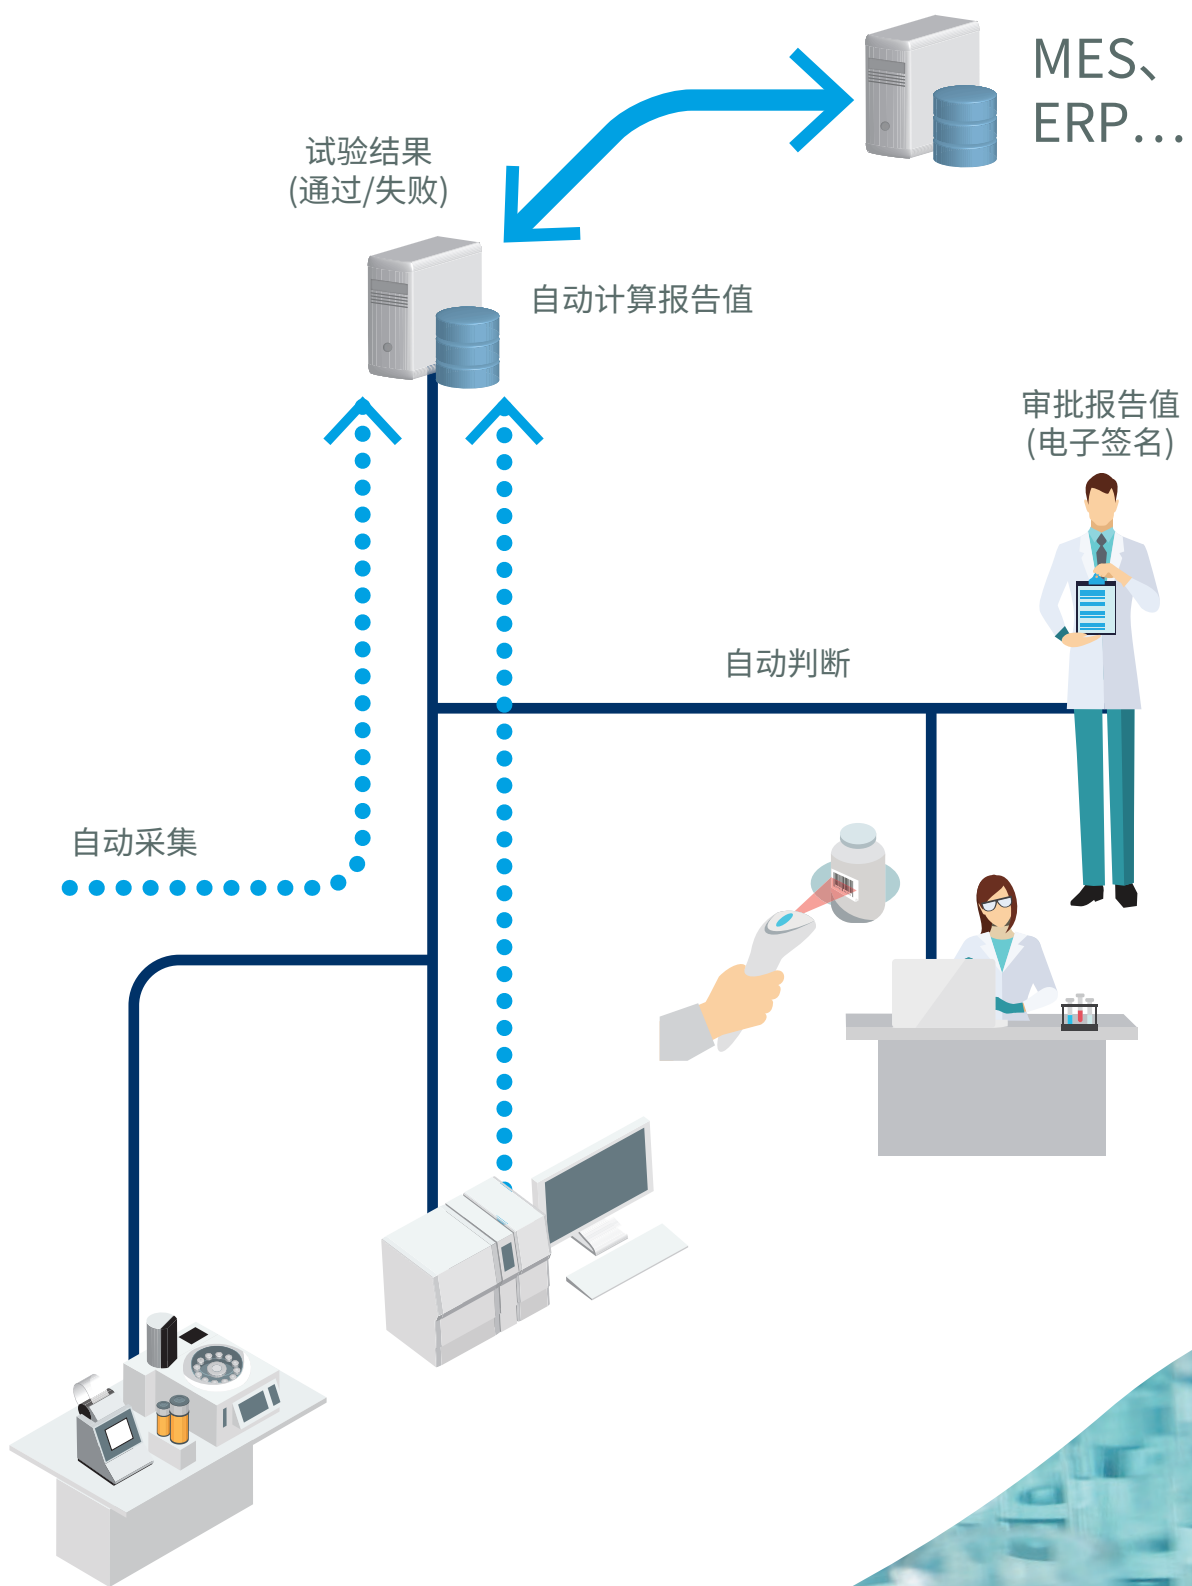 MES、
ERP…
试验结果
(通过/失败)
自动计算报告值
审批报告值
(电子签名)
自动判断
自动采集